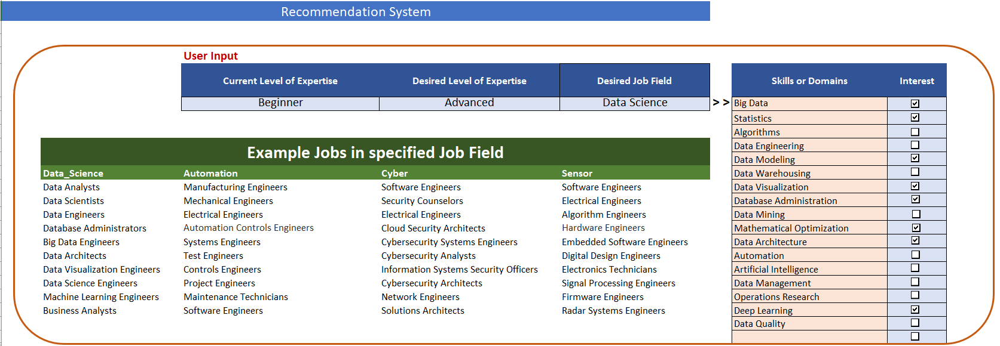 Recommendation System
User Input
Current Level of Expertise Desired Level of Expertise Desired Job Field
Beginner Advanced Data Science > >
Example Jobs in specified Job Field
Data_Science Automation Cyber Sensor
Data Analysts Manufacturing Engineers Software Engineers Software Engineers
Data Scientists Mechanical Engineers Security Counselors Electrical Engineers
Data Engineers Electrical Engineers Electrical Engineers Algorithm Engineers
Database Administrators Automation Controls Engineers Cloud Security Architects Hardware Engineers
Big Data Engineers Systems Engineers Cybersecurity Systems Engineers Embedded Software Engineers
Data Architects Test Engineers Cybersecurity Analysts Digital Design Engineers
Data Visualization Engineers Controls Engineers Information Systems Security Officers Electronics Technicians
Data Science Engineers Project Engineers Cybersecurity Architects Signal Processing Engineers
Machine Learning Engineers Maintenance Technicians Network Engineers Firmware Engineers
Business Analysts Software Engineers Solutions Architects Radar Systems Engineers
Skills or Domains Interest
Big Data
Statistics
Algorithms
Data Engineering
Data Modeling
Data Warehousing
Data Visualization
Database Administration
Data Mining
Mathematical Optimization
Data Architecture
Automation
Artificial Intelligence
Data Management
Operations Research
Deep Learning
Data Quality